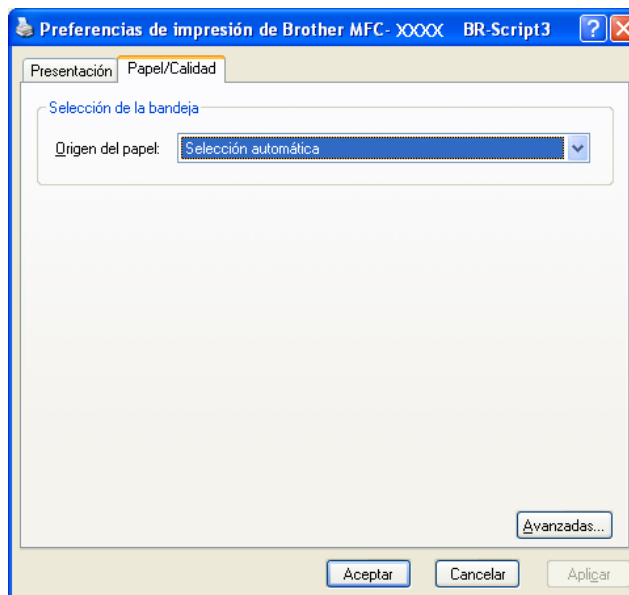 Preferencias de impresión de Brother MFC- XXXX BR-Script3
Presentación Papel/Calidad
Selección de la bandeja
Origen del papel: Selección automática
Avanzadas...
Aceptar Cancelar Aplicar